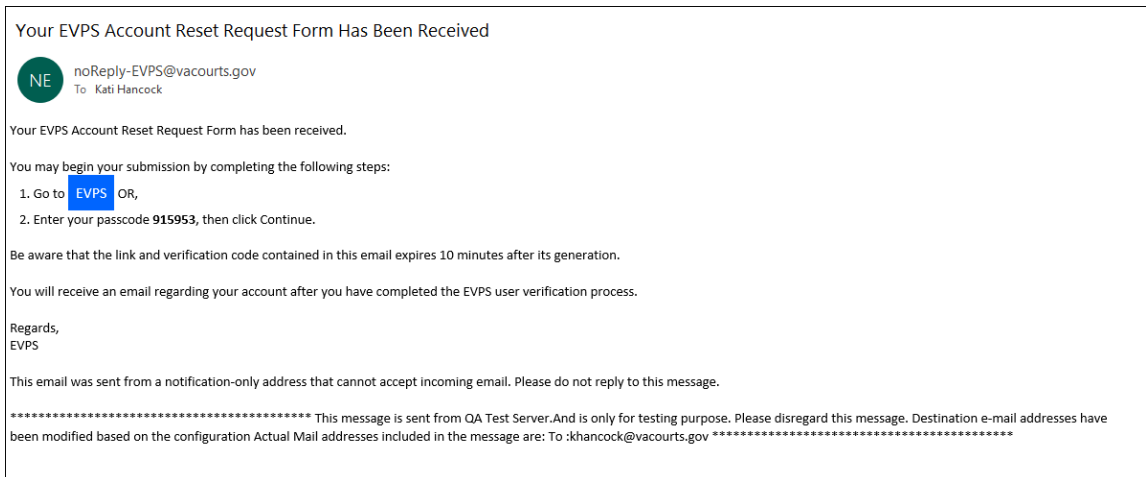 Your EVPS Account Reset Request Form Has Been Received
NE
noReply-EVPS@vacourts.gov
To Kati Hancock
Your EVPS Account Reset Request Form has been received.
You may begin your submission by completing the following steps:
1. Go to EVPS OR,
2. Enter your passcode 915953, then click Continue.
Be aware that the link and verification code contained in this email expires 10 minutes after its generation.
You will receive an email regarding your account after you have completed the EVPS user verification process.
Regards,
EVPS
This email was sent from a notification-only address that cannot accept incoming email. Please do not reply to this message.
******************************************* This message is sent from QA Test Server.And is only for testing purpose. Please disregard this message. Destination e-mail addresses have
been modified based on the configuration Actual Mail addresses included in the message are: To :khancock@vacourts.gov *******************************************